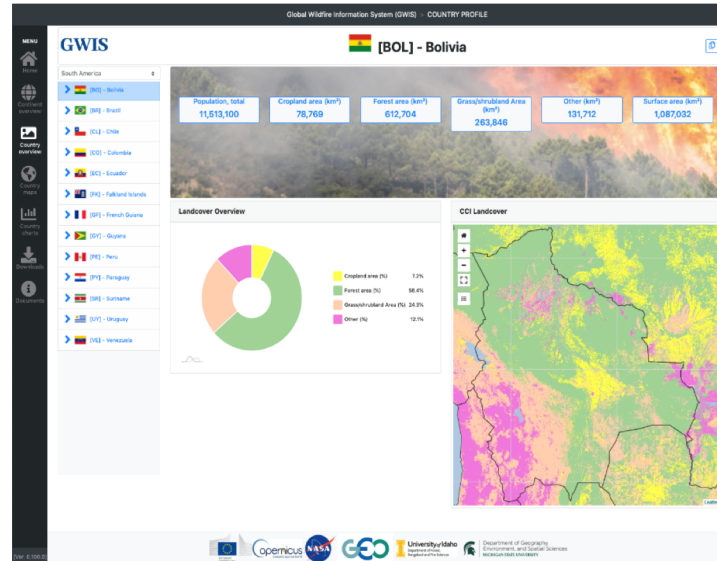 Global Wildfire Information System (GWIS) - COUNTRY PROFILE
MENU
Home
Continent overview
Country overview
Country maps
Country charts
Downloads
Documents
(Ver. 0.100.0)
GWIS
[BOL] - Bolivia
South America
[BO] - Bolivia
[BR] - Brazil
[CL] - Chile
[CO] - Colombia
[EC] - Ecuador
[FK] - Falkland Islands
[GF] - French Guiana
[GY] - Guyana
[PE] - Peru
[PY] - Paraguay
[SR] - Suriname
[UY] - Uruguay
[VE] - Venezuela
Population, total
11,513,100
Cropland area (km²)
78,769
Forest area (km²)
612,704
Grass/shrubland Area
(km²)
263,846
Other (km²)
131,712
Surface area (km²)
1,087,032
Landcover Overview
Cropland area (%) 7.2%
Forest area (%) 56.4%
Grass/shrubland Area (%) 24.3%
Other (%) 12.1%
CCI Landcover
opernicus
NASA
GEO
University of Idaho
Department of Geography,
Environment, and Spatial Sciences
MICHIGAN STATE UNIVERSITY